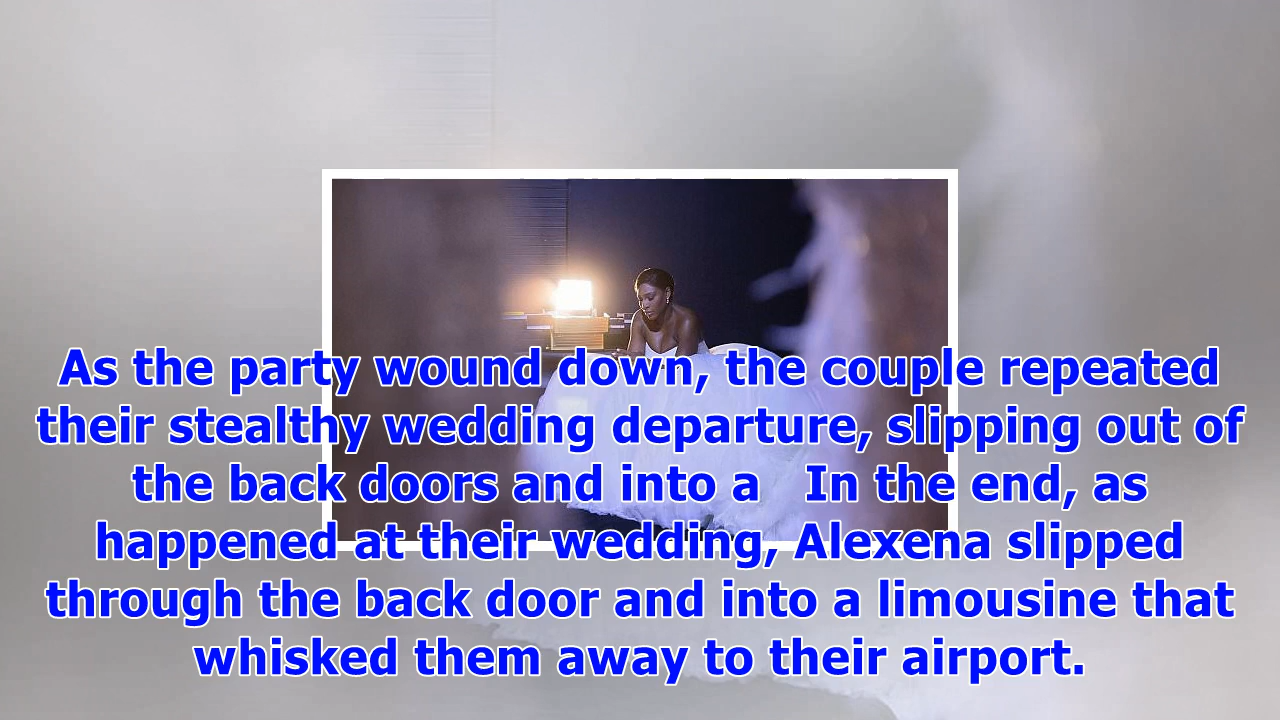 As the party wound down, the couple repeated
their stealthy wedding departure, slipping out of
the back doors and into a   In the end, as
happened at their wedding, Alexena slipped
through the back door and into a limousine that
whisked them away to their airport.